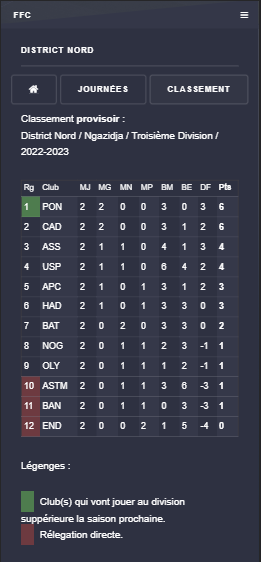 FFC
DISTRICT NORD
JOURNÉES CLASSEMENT
Classement provisoir :
District Nord / Ngazidja / Troisième Division /
2022-2023
Rg Club MJ MG MN MP BM BE DF Pts
1 PON 2 2 0 0 3 0 3 6
2 CAD 2 2 0 0 3 1 2 6
3 ASS 2 1 1 0 4 1 3 4
4 USP 2 1 1 0 6 4 2 4
5 APC 2 1 0 1 3 1 2 3
6 HAD 2 1 0 1 3 3 0 3
7 BAT 2 0 2 0 3 3 0 2
8 NOG 2 0 1 1 2 3 -1 1
9 OLY 2 0 1 1 1 2 -1 1
10 ASTM 2 0 1 1 3 6 -3 1
11 BAN 2 0 1 1 0 3 -3 1
12 END 2 0 0 2 1 5 -4 0
Légenges :
Club(s) qui vont jouer au division
supérieure la saison prochaine.
Rélegation directe.